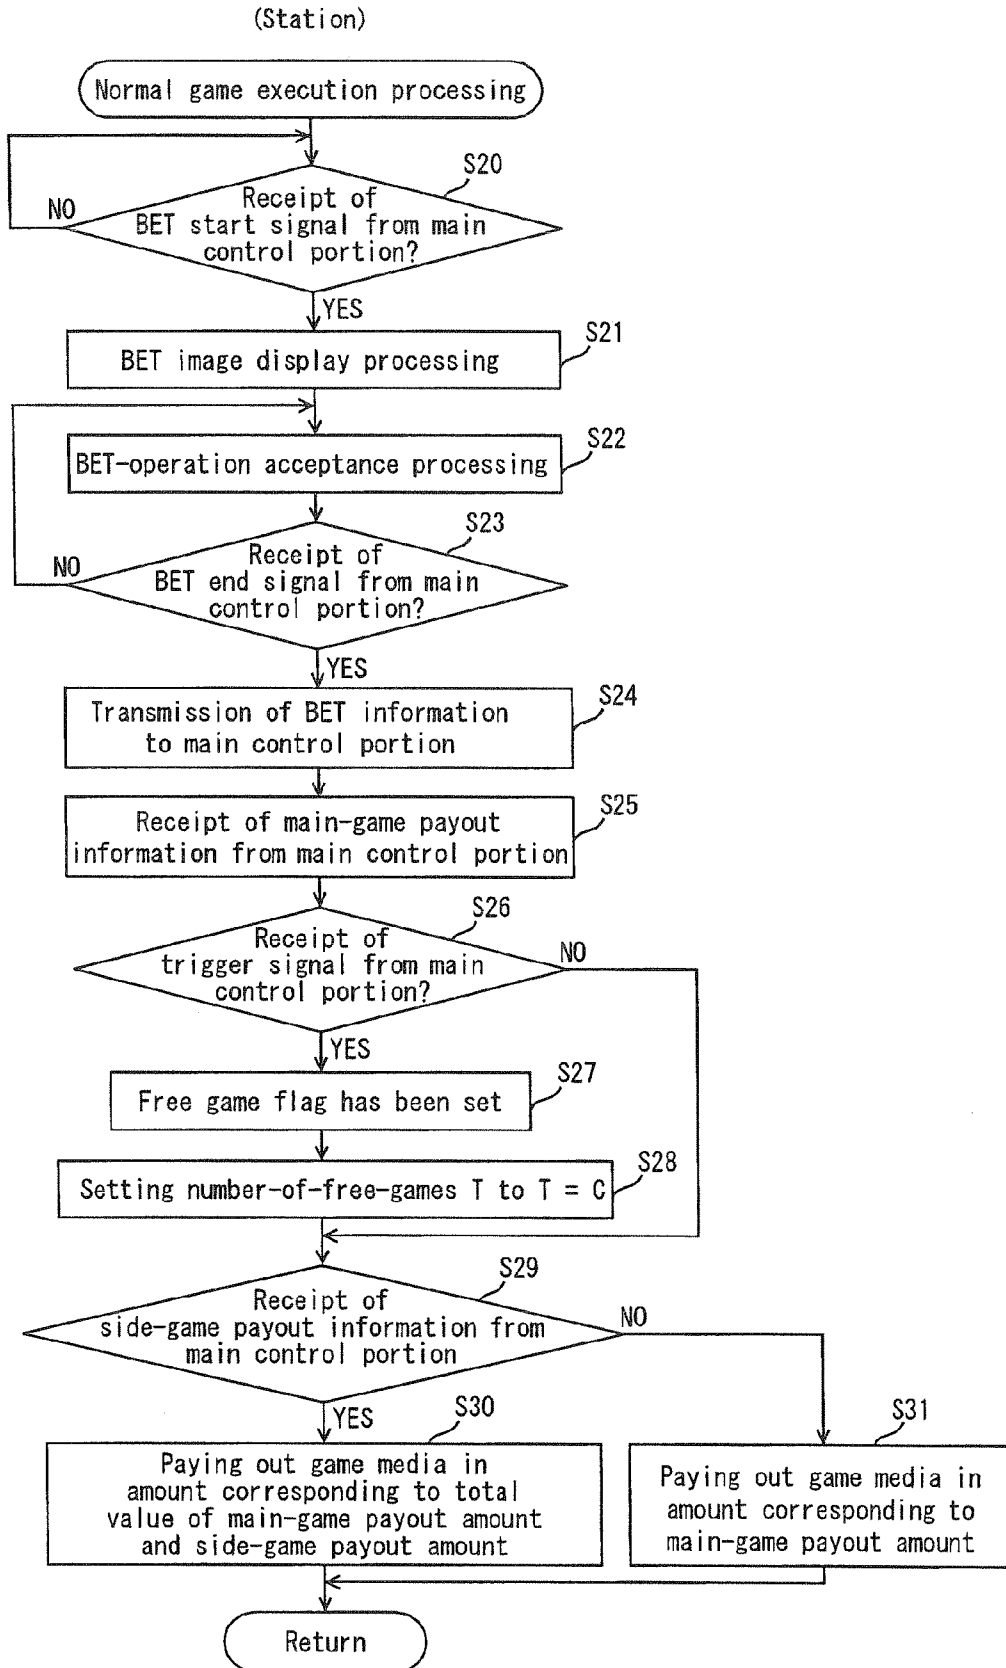 (Station)
Normal game execution processing
S20
Receipt of
BET start signal from main
control portion?
NO
YES
S21
BET image display processing
S22
BET-operation acceptance processing
S23
Receipt of
BET end signal from main
control portion?
NO
YES
S24
Transmission of BET information
to main control portion
S25
Receipt of main-game payout
information from main control portion
S26
Receipt of
trigger signal from main
control portion?
NO
YES
S27
Free game flag has been set
S28
Setting number-of-free-games T to T = C
S29
Receipt of
side-game payout information from
main control portion
NO
YES
S30
Paying out game media in
amount corresponding to total
value of main-game payout amount
and side-game payout amount
S31
Paying out game media in
amount corresponding to
main-game payout amount
Return